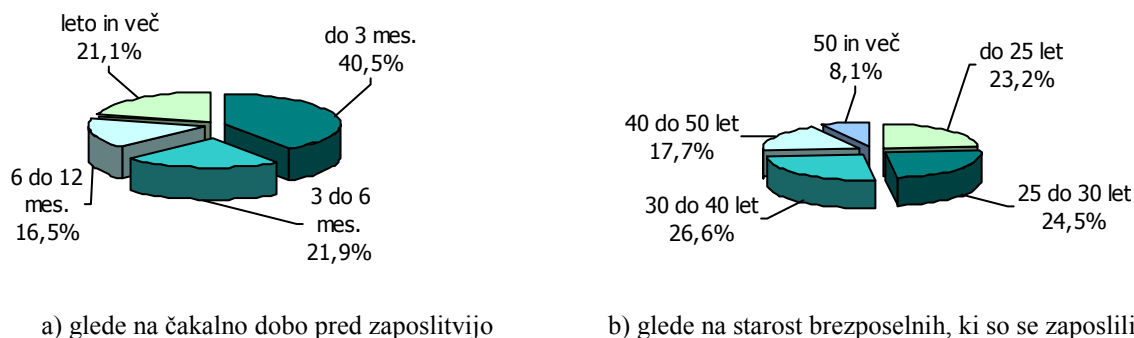 leto in več
21,1%
do 3 mes.
40,5%
6 do 12
mes.
16,5%
3 do 6
mes.
21,9%
a) glede na čakalno dobo pred zaposlitvijo
50 in več
8,1%
do 25 let
23,2%
40 do 50 let
17,7%
30 do 40 let
26,6%
25 do 30 let
24,5%
b) glede na starost brezposelnih, ki so se zaposlili